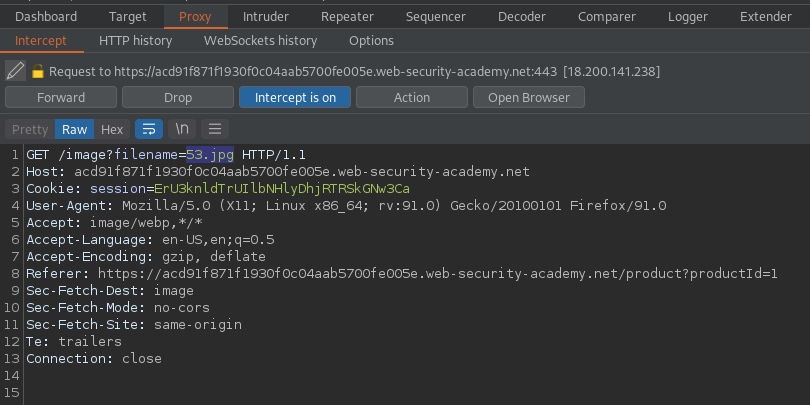 Dashboard Target Proxy Intruder Repeater Sequencer Decoder Comparer Logger Extender
Intercept HTTP history WebSockets history Options
Request to https://acd91f871f1930f0c04aab5700fe005e.web-security-academy.net:443 [18.200.141.238]
Forward Drop Intercept is on Action Open Browser
Pretty Raw Hex \n
1 GET /image?filename=53.jpg HTTP/1.1
2 Host: acd91f871f1930f0c04aab5700fe005e.web-security-academy.net
3 Cookie: session=ErU3knldTrUIlbNHlyDhjRTRSkGNw3Ca
4 User-Agent: Mozilla/5.0 (X11; Linux x86_64; rv:91.0) Gecko/20100101 Firefox/91.0
5 Accept: image/webp,*/*
6 Accept-Language: en-US,en;q=0.5
7 Accept-Encoding: gzip, deflate
8 Referer: https://acd91f871f1930f0c04aab5700fe005e.web-security-academy.net/product?productId=1
9 Sec-Fetch-Dest: image
10 Sec-Fetch-Mode: no-cors
11 Sec-Fetch-Site: same-origin
12 Te: trailers
13 Connection: close
14
15